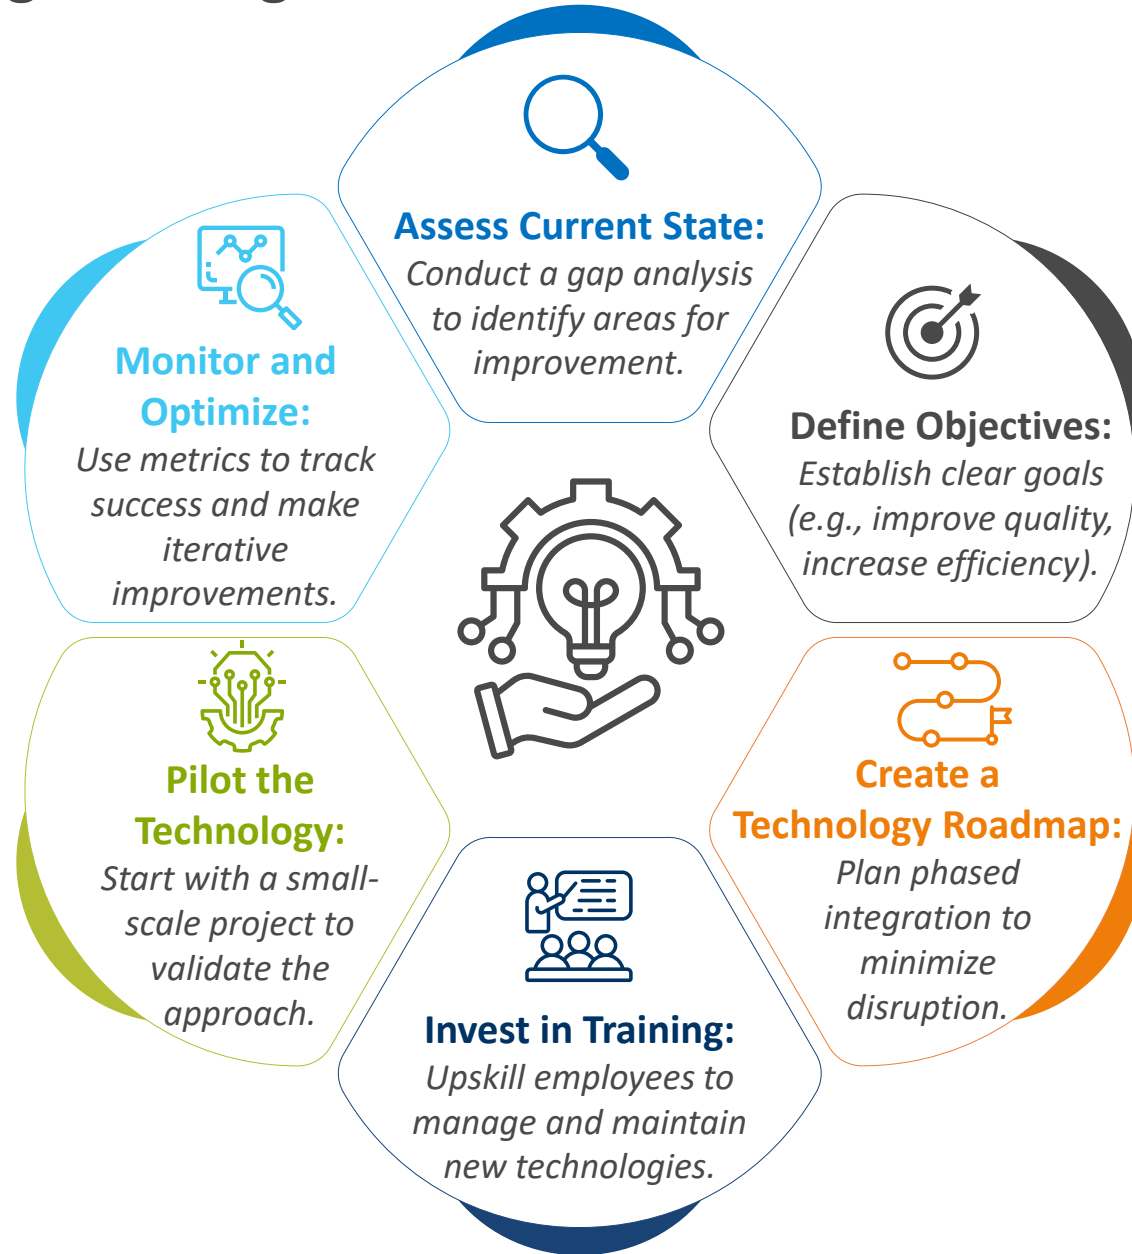 Assess Current State:
Conduct a gap analysis
to identify areas for
improvement.
Define Objectives:
Establish clear goals
(e.g., improve quality,
increase efficiency).
Create a
Technology Roadmap:
Plan phased
integration to
minimize
disruption.
Invest in Training:
Upskill employees to
manage and maintain
new technologies.
Pilot the
Technology:
Start with a small-
scale project to
validate the
approach.
Monitor and
Optimize:
Use metrics to track
success and make
iterative
improvements.